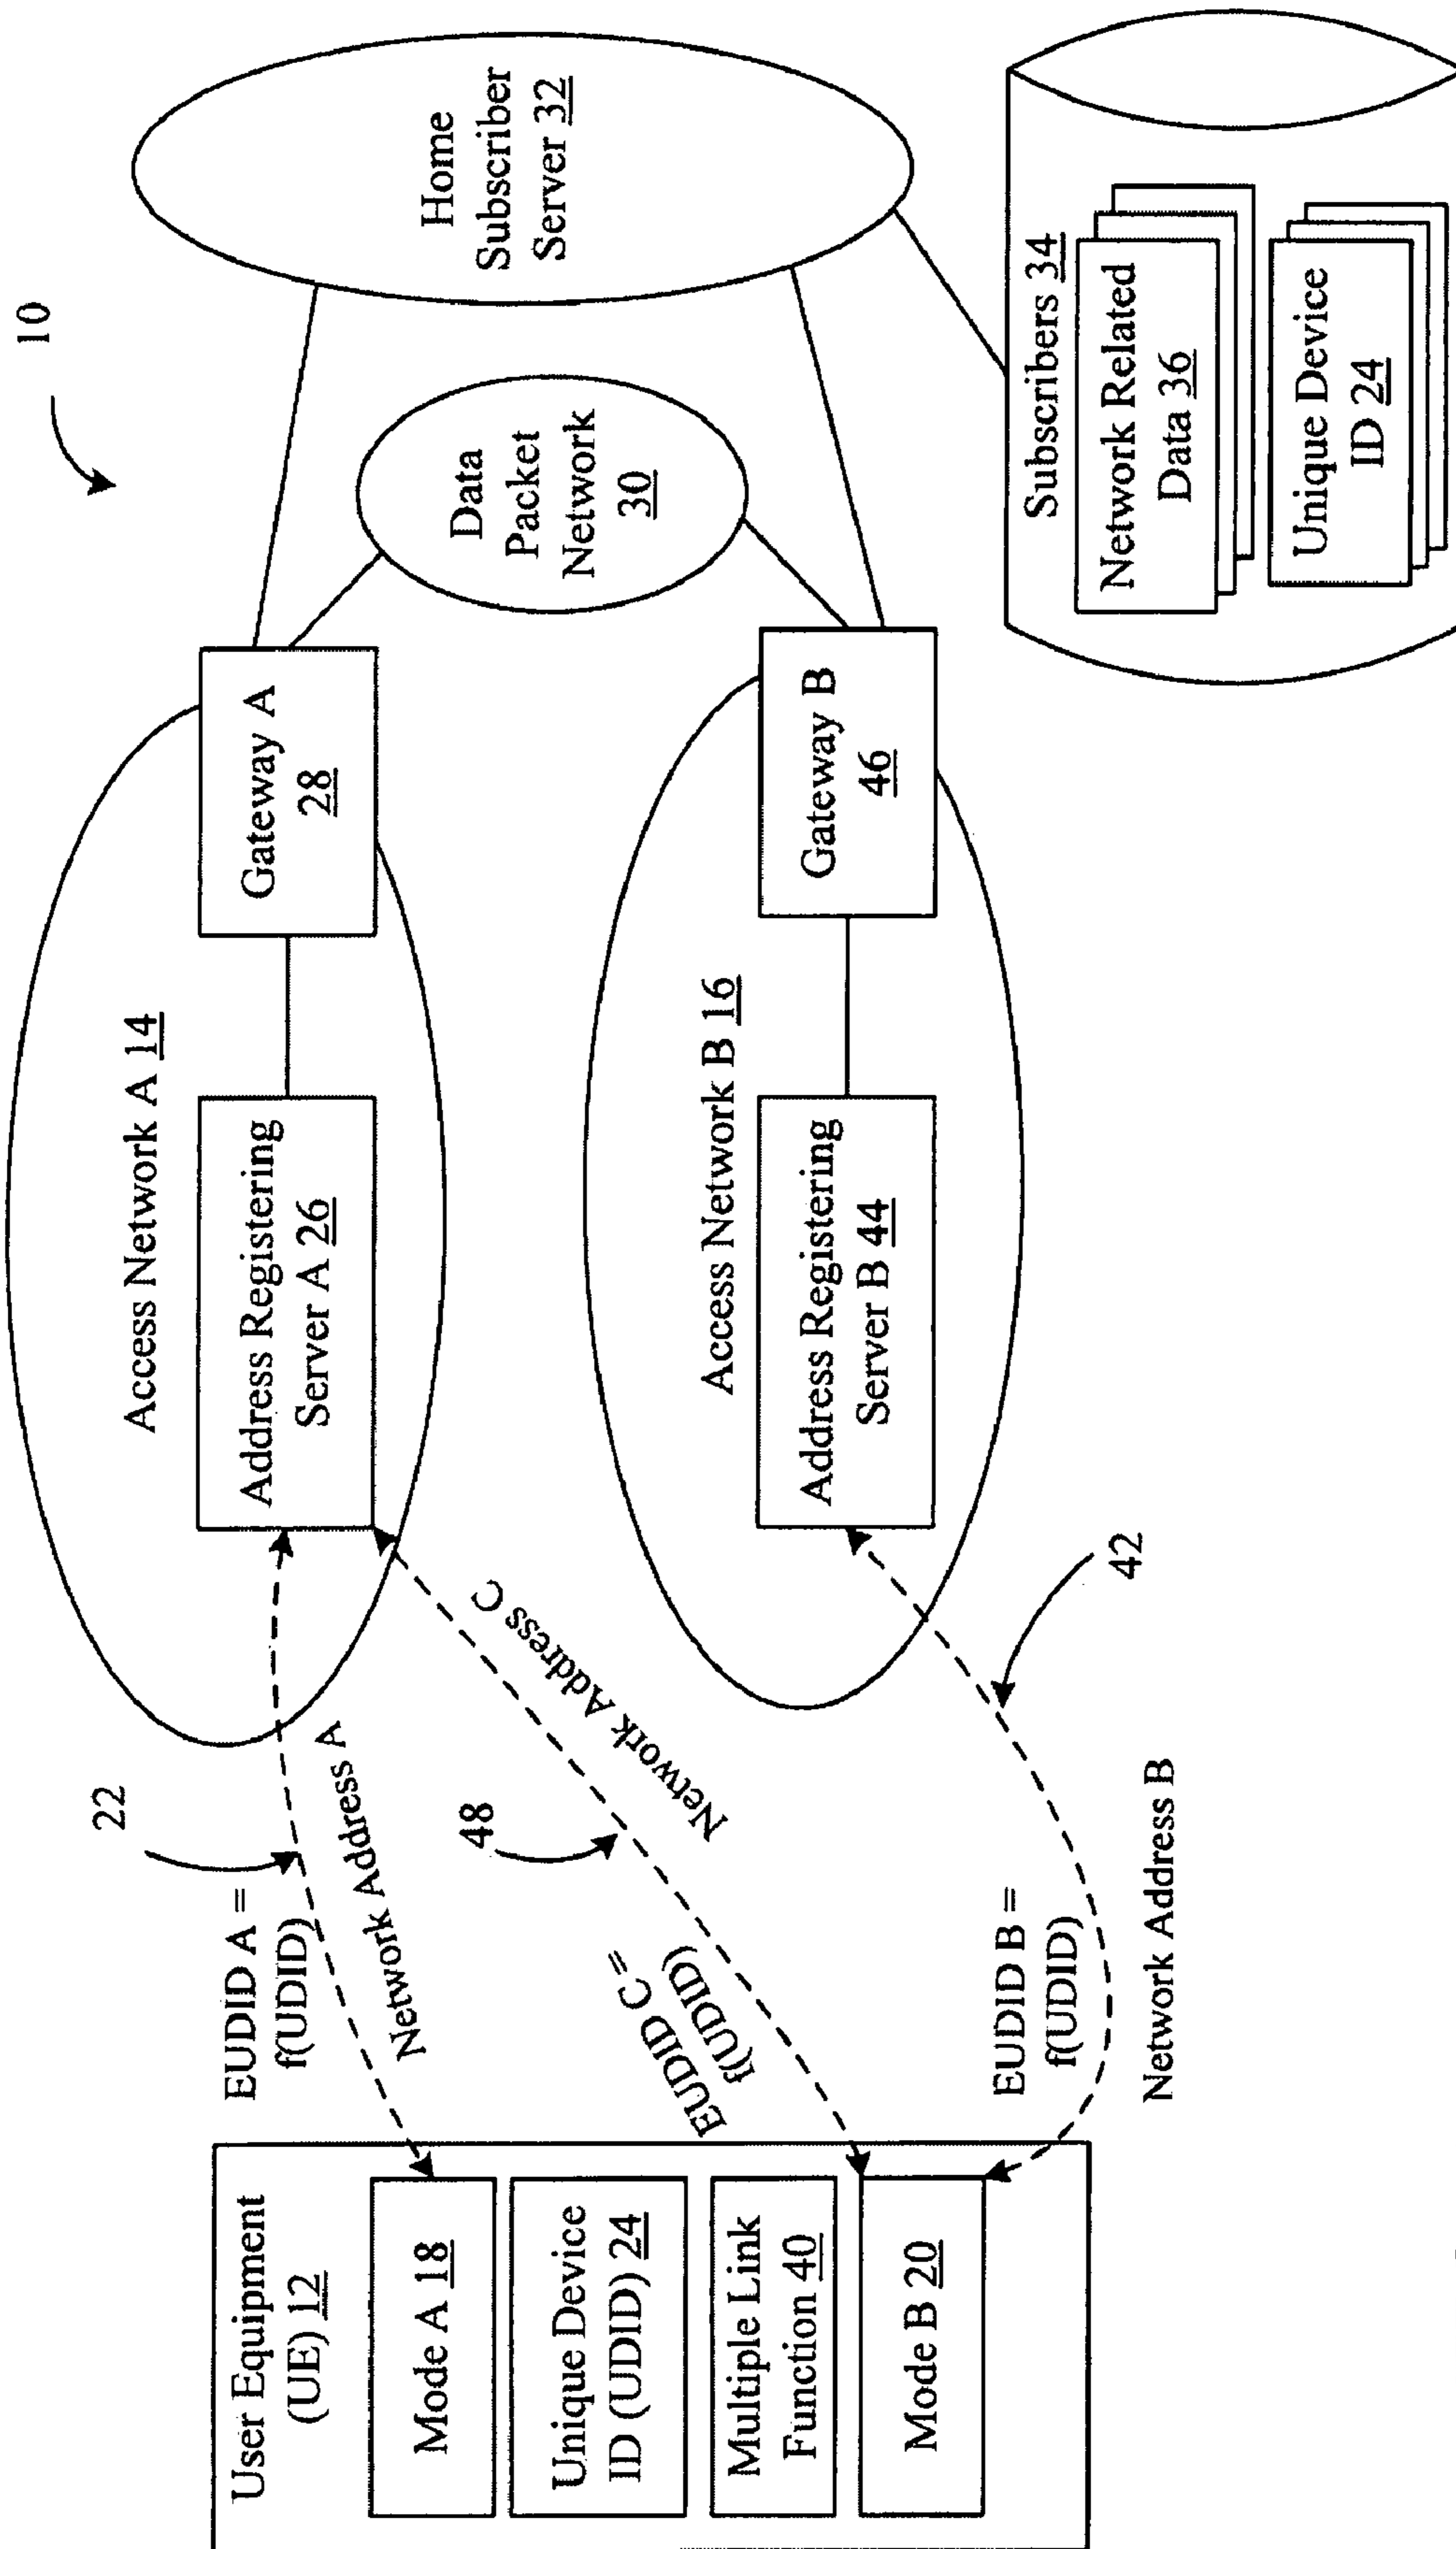 10
User Equipment
(UE) 12
Mode A 18
Unique Device
ID (UDID) 24
Multiple Link
Function 40
Mode B 20
22
EUDID A =
f(UDID)
Network Address A
48
EUDID C=
f(UDID)
Network Address C
EUDID B =
f(UDID)
Network Address B
42
Access Network A 14
Address Registering
Server A 26
Gateway A
28
Access Network B 16
Address Registering
Server B 44
Gateway B
46
Data
Packet
Network
30
Home
Subscriber
Server 32
Subscribers 34
Network Related
Data 36
Unique Device
ID 24